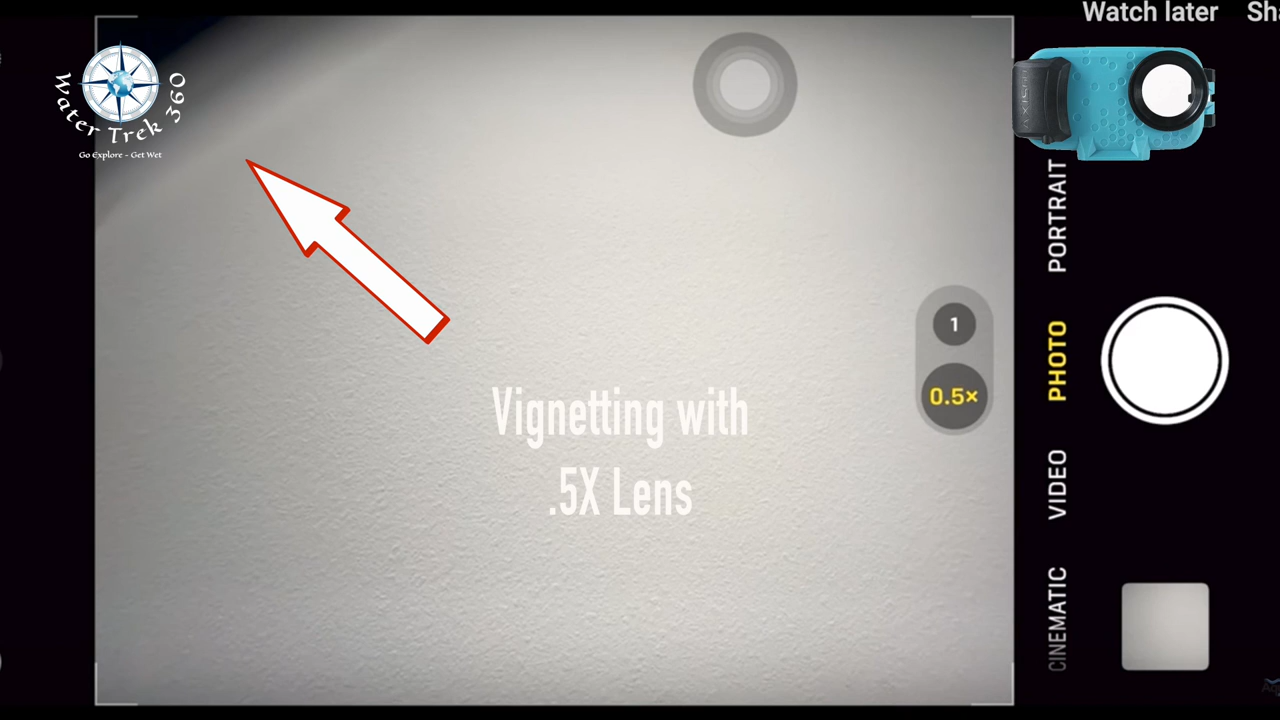 Watch later
Water Trek 360
Go Explore - Get Wet
AXISGO
PORTRAIT
1
PHOTO
0.5×
Vignetting with
.5X Lens
VIDEO
CINEMATIC